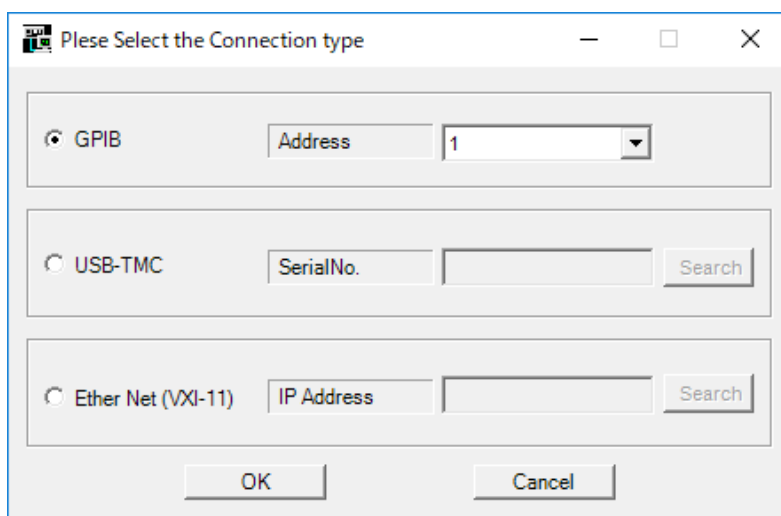 Plese Select the Connection type
GPIB Address 1
USB-TMC SerialNo. Search
Ether Net (VXI-11) IP Address Search
OK Cancel